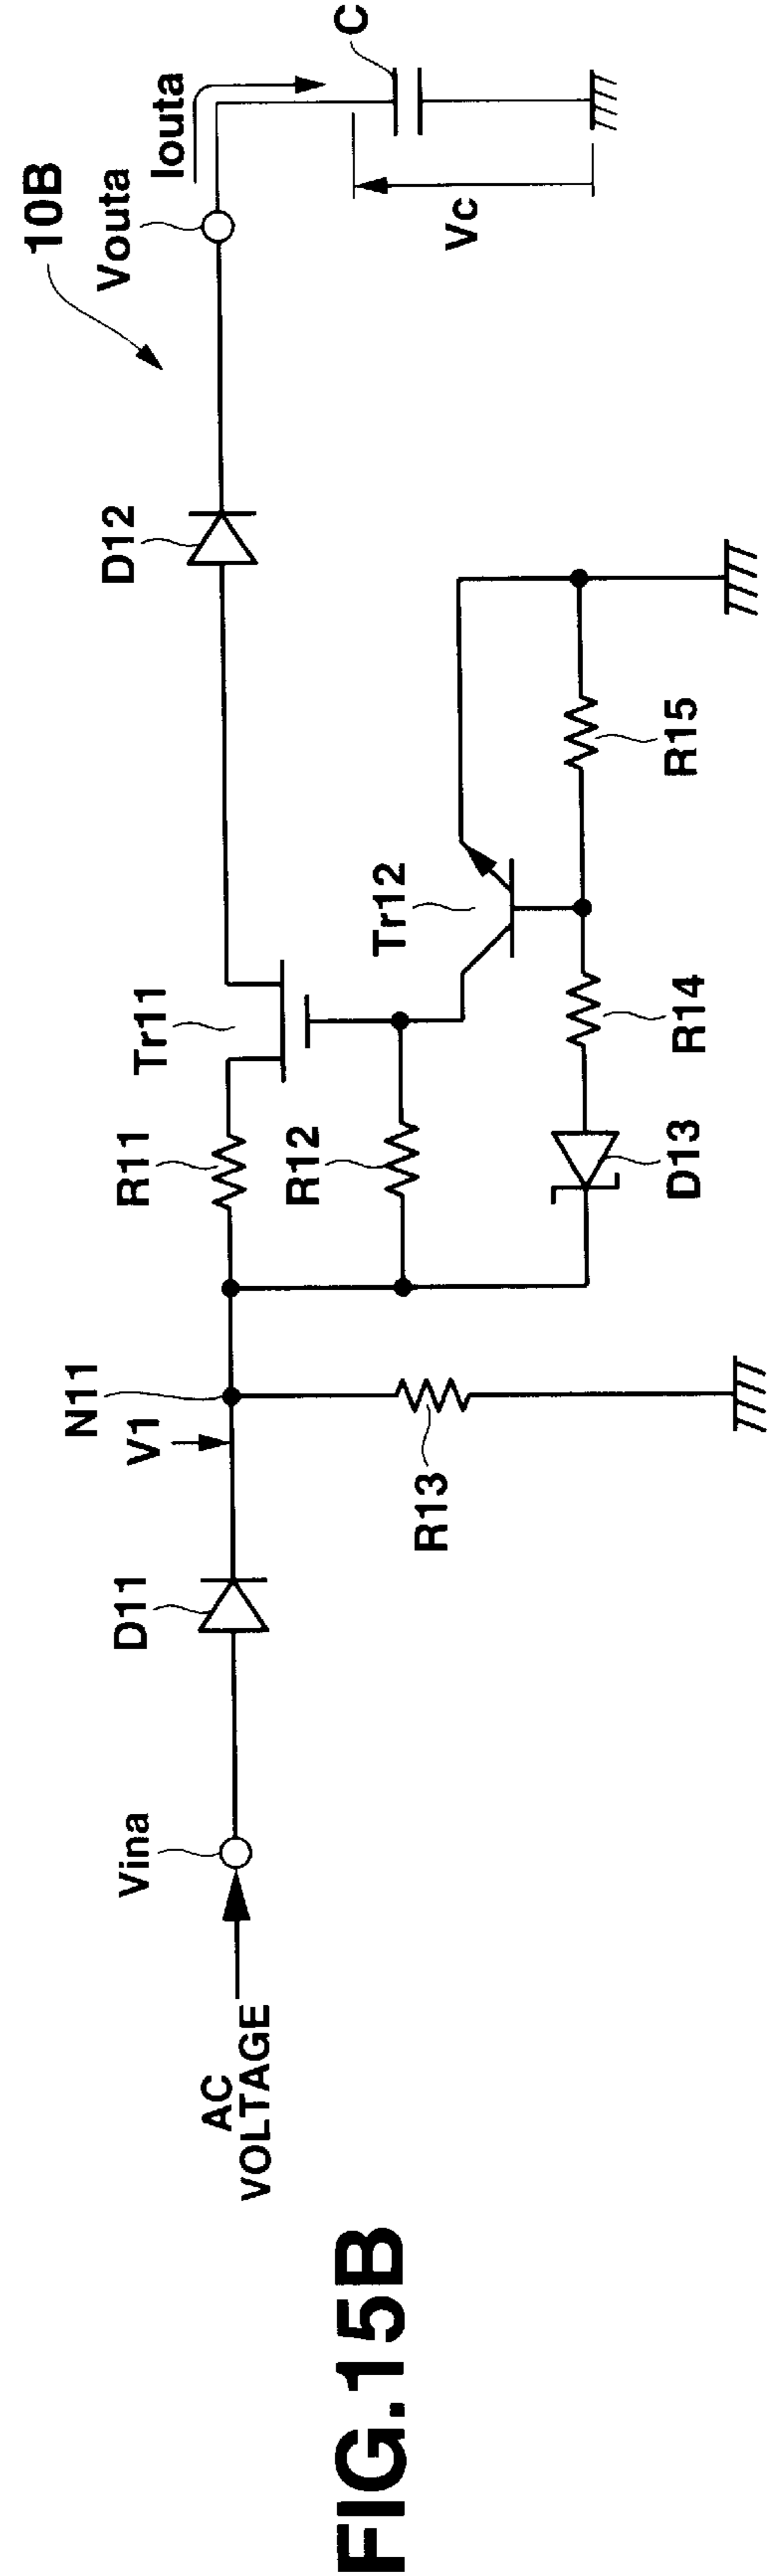 10B
AC
VOLTAGE
Vina
D11
V1
N11
R11
Tr11
D12
Vouta
Iouta
C
Vc
R12
Tr12
R13
D13
R14
R15
FIG.15B